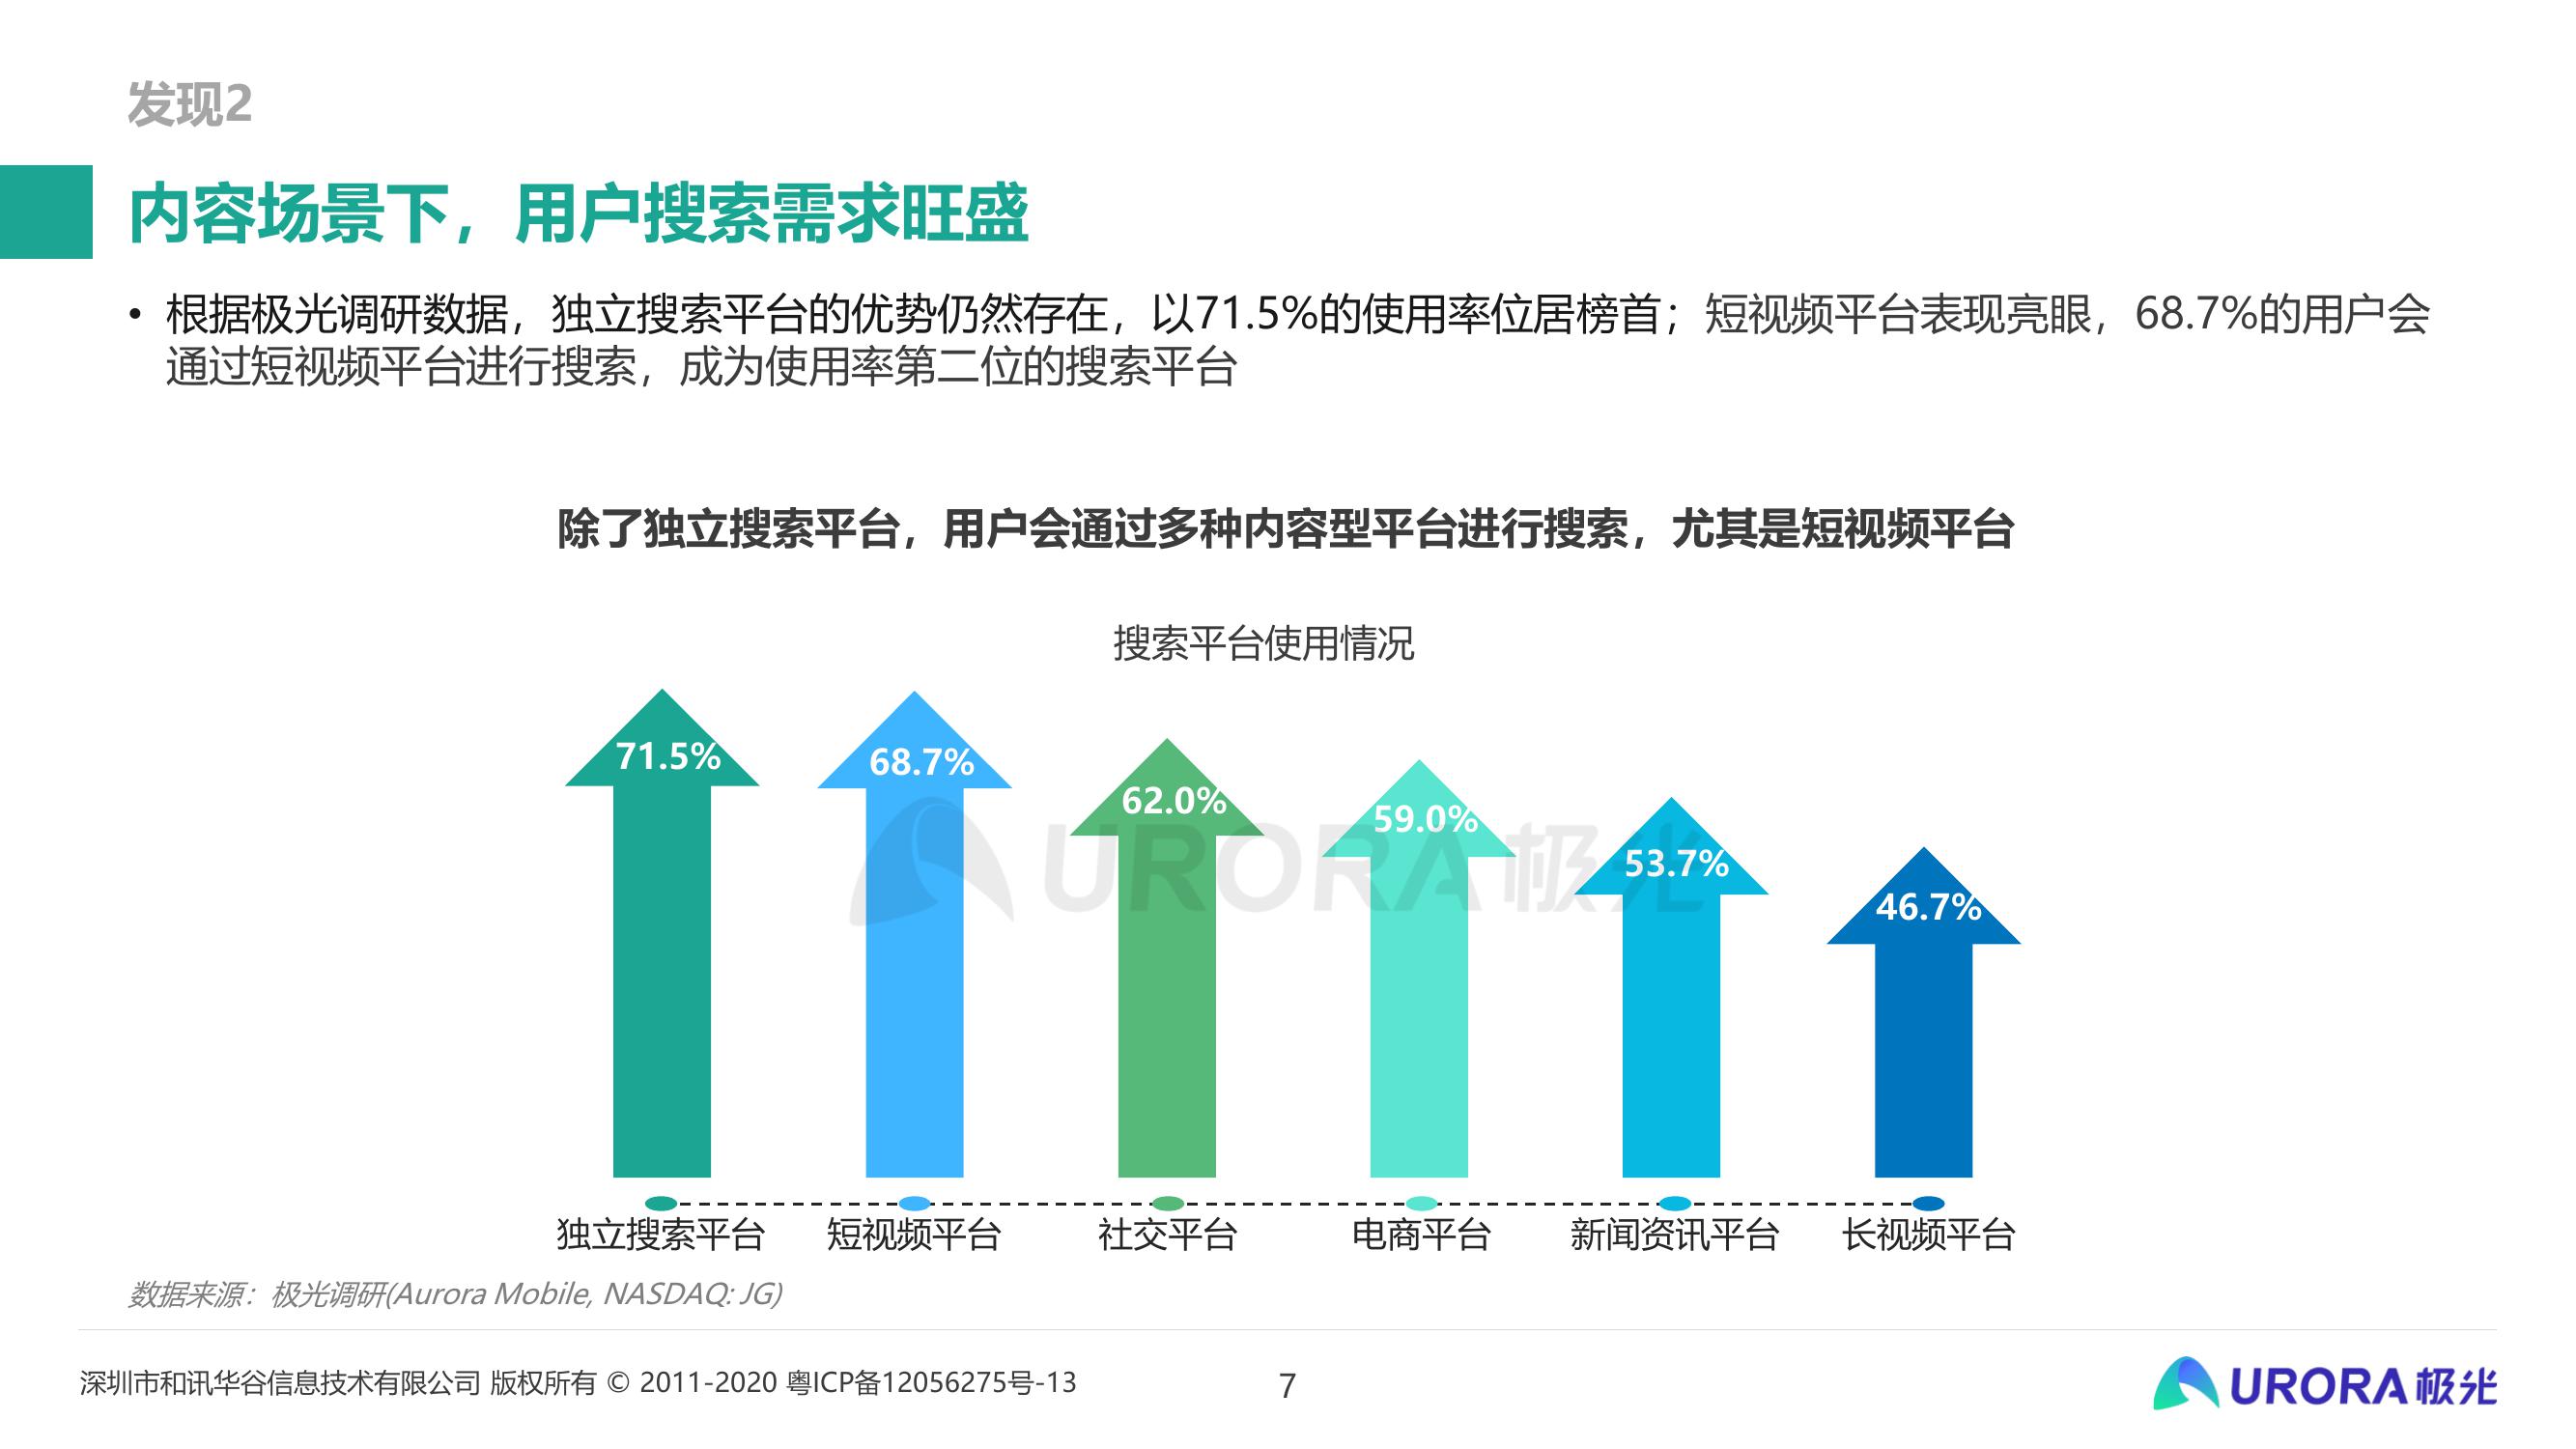 发现2
内容场景下，用户搜索需求旺盛
• 根据极光调研数据，独立搜索平台的优势仍然存在，以71.5%的使用率位居榜首；短视频平台表现亮眼，68.7%的用户会
通过短视频平台进行搜索，成为使用率第二位的搜索平台
除了独立搜索平台，用户会通过多种内容型平台进行搜索，尤其是短视频平台
搜索平台使用情况
71.5%
68.7%
62.0%
59.0%
53.7%
46.7%
URORA极光
独立搜索平台
短视频平台
社交平台
电商平台
新闻资讯平台
长视频平台
数据来源：极光调研(Aurora Mobile, NASDAQ: JG)
深圳市和讯华谷信息技术有限公司 版权所有 © 2011-2020 粤ICP备12056275号-13
7
URORA极光